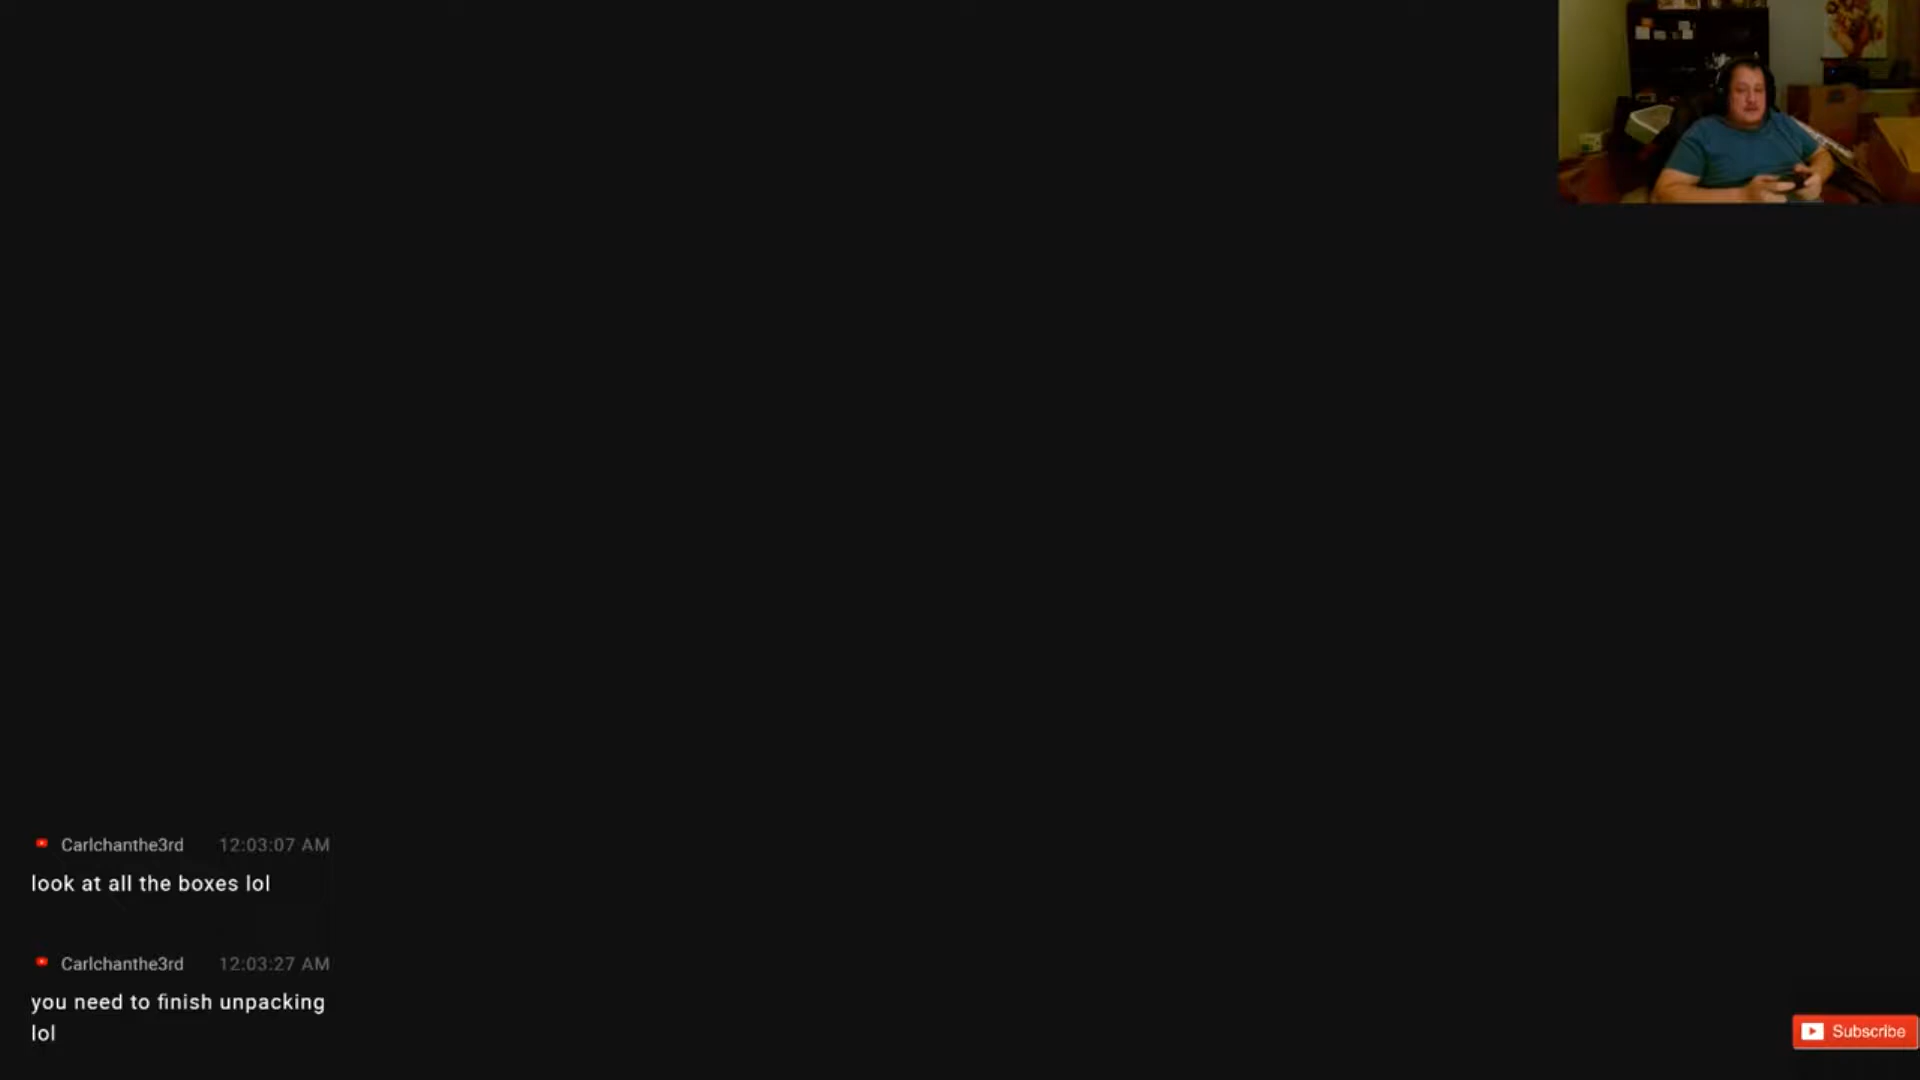 Carlchanthe3rd 12:03:07 AM
look at all the boxes lol
Carlchanthe3rd 12:03:27 AM
you need to finish unpacking
lol
Subscribe